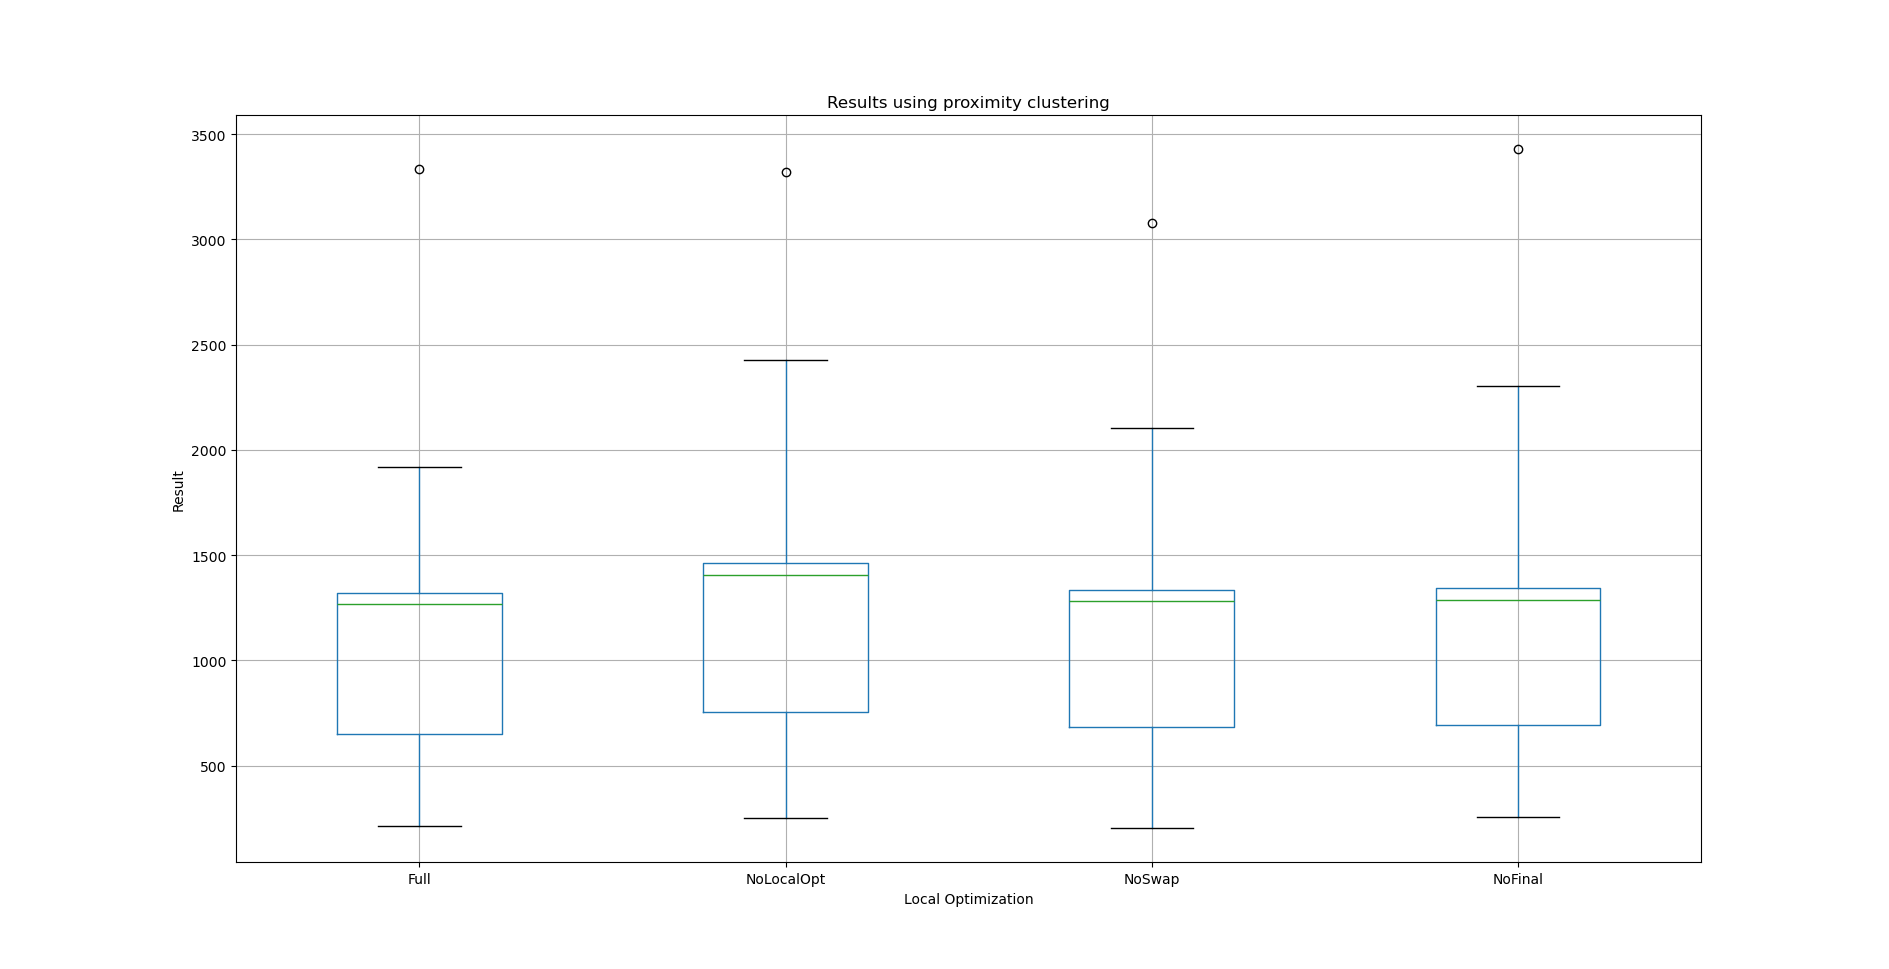 Results using proximity clustering
3500
3000
2500
2000
1500
1000
500
Result
Full NoLocalOpt NoSwap NoFinal
Local Optimization